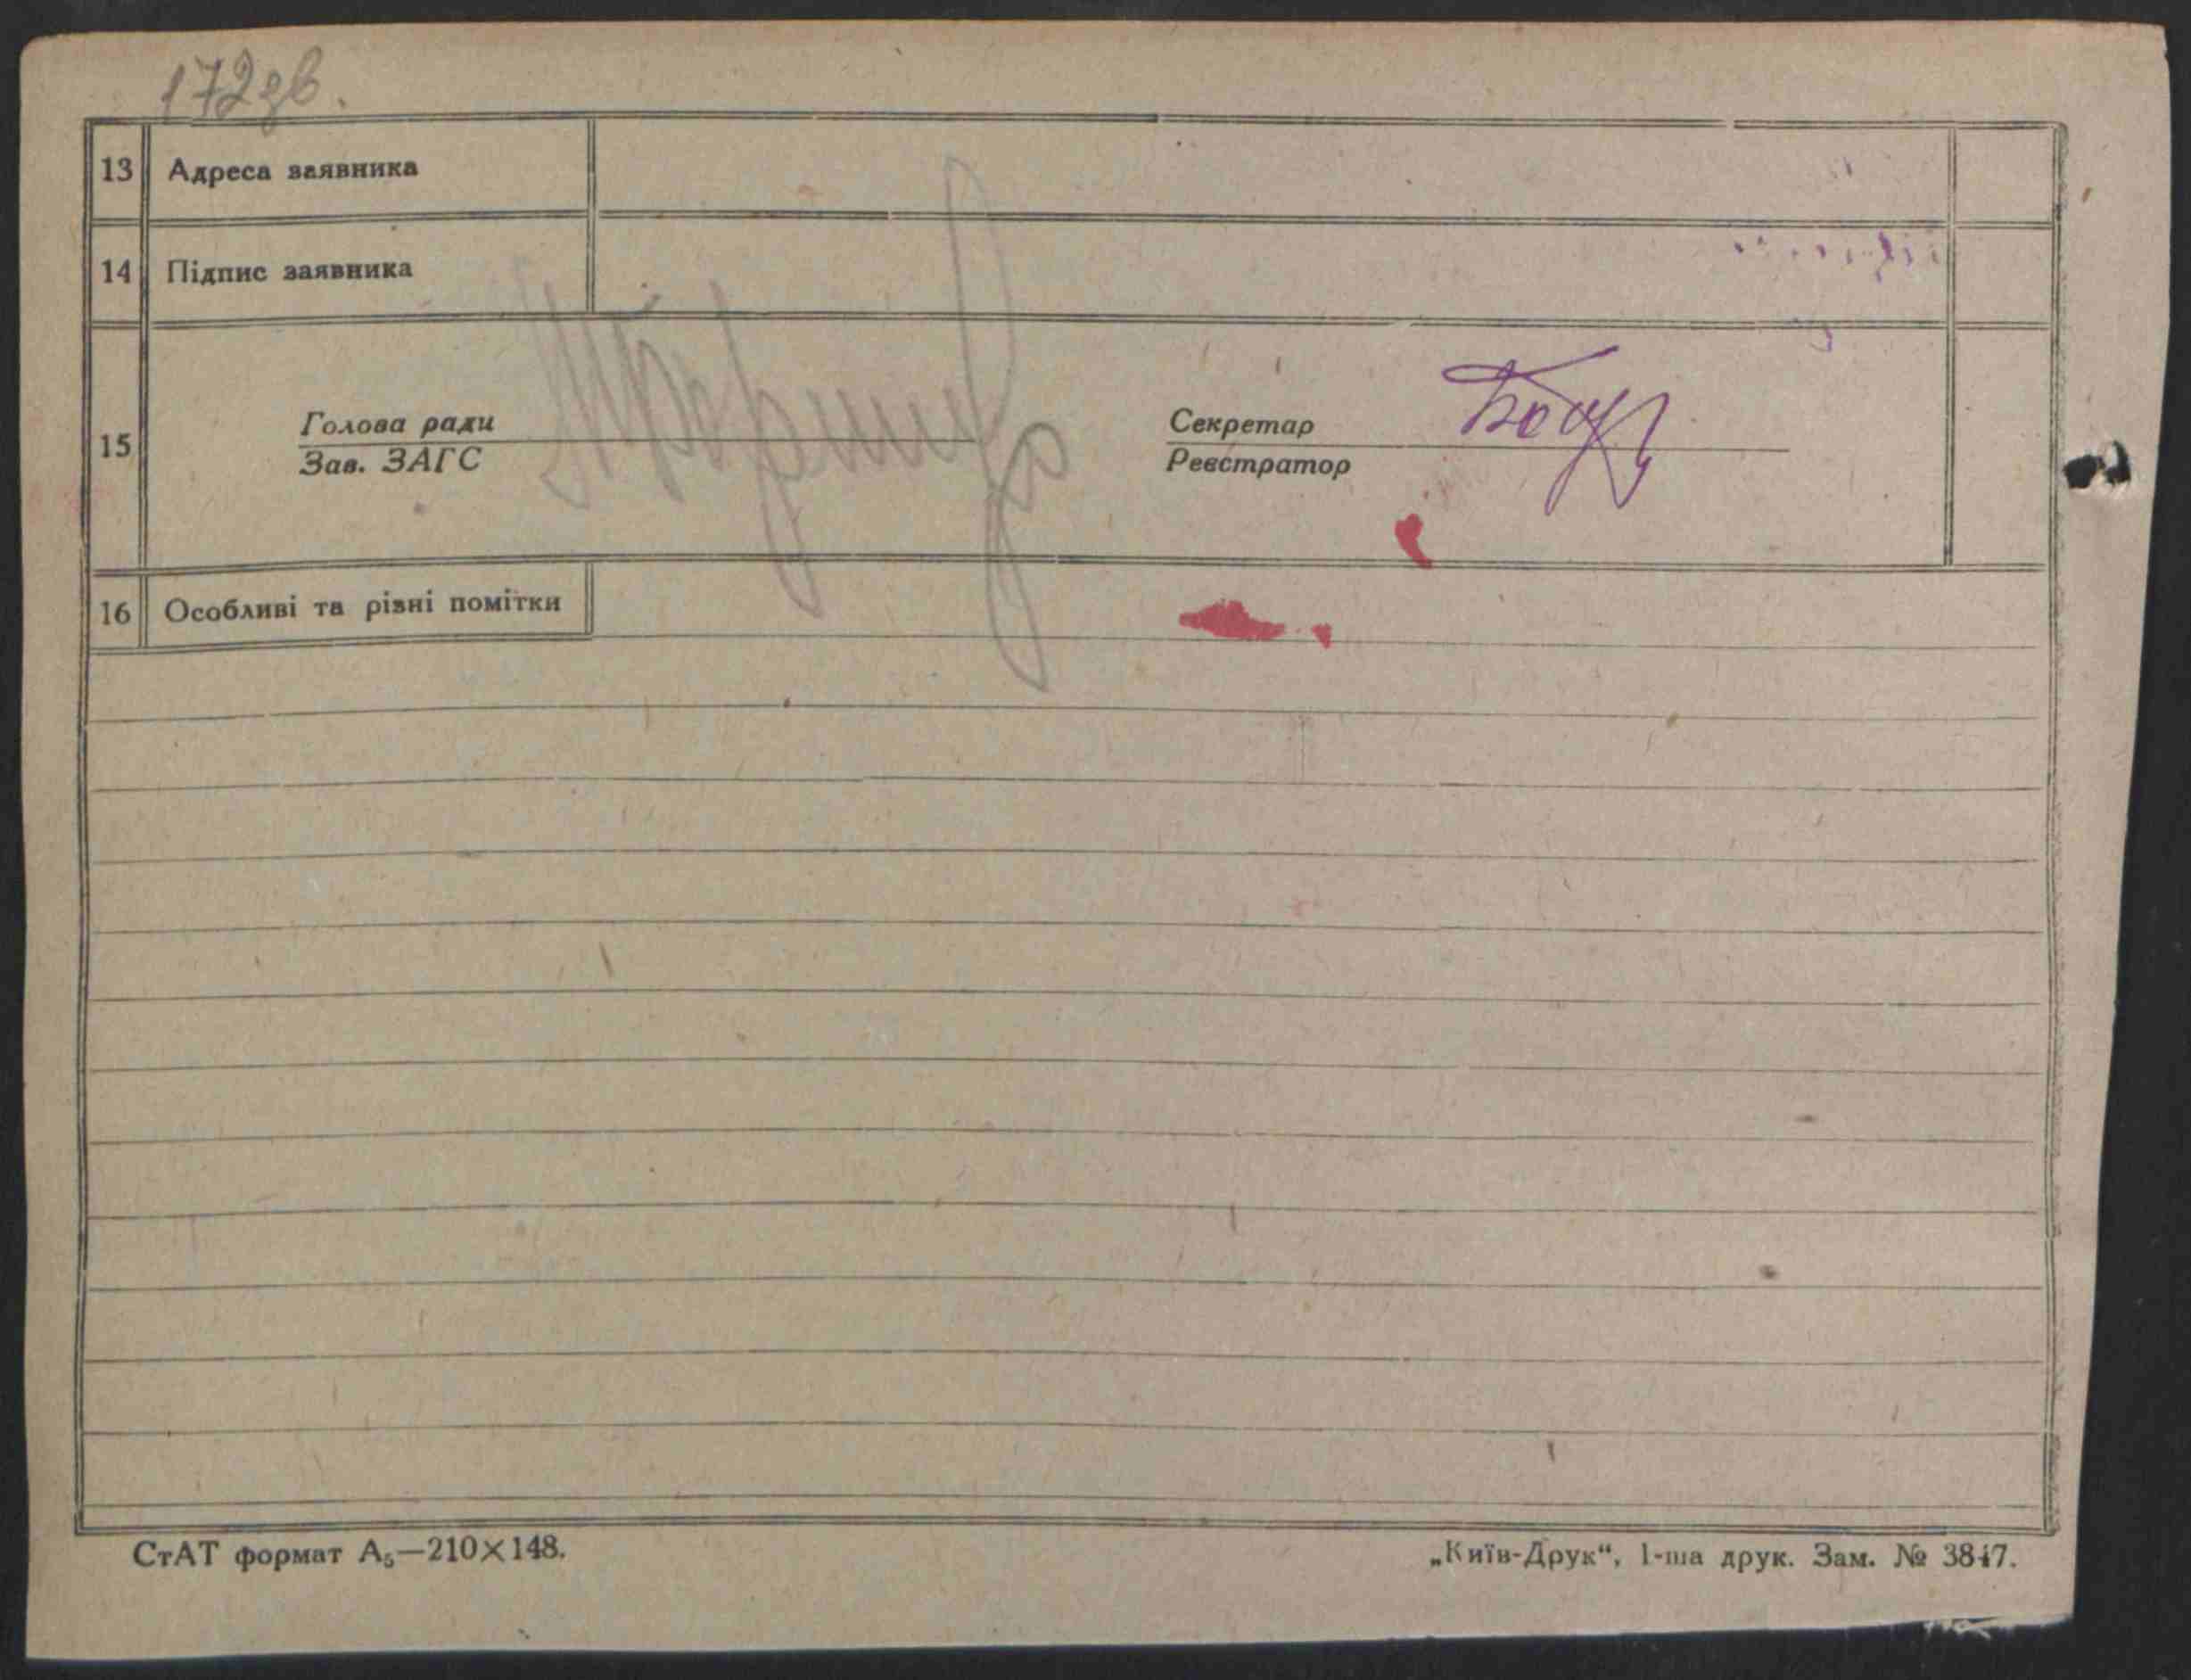 172зв.
13 Адреса заявника
14 Підпис заявника
15 Голова ради Секретар
Зав. ЗАГС Реєстратор
16 Особливі та різні помітки
СтАТ формат А₅—210×148. „Київ-Друк“, 1-ша друк. Зам. № 3847.